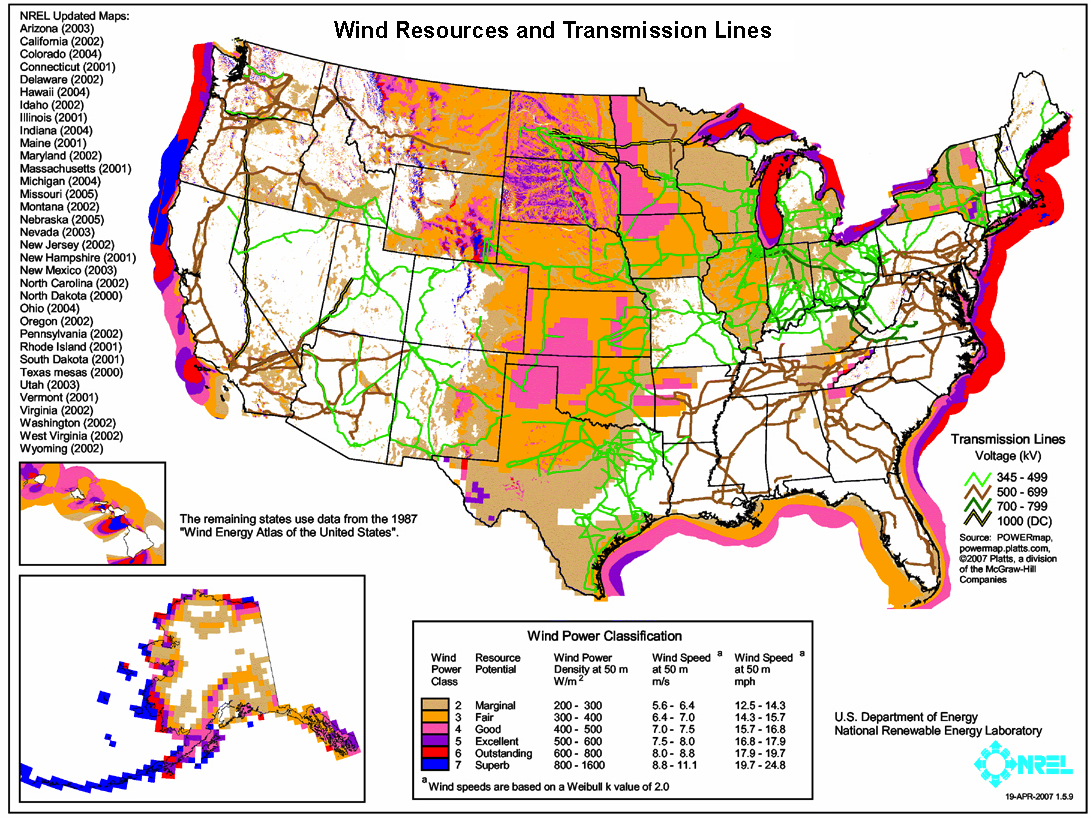 Wind Resources and Transmission Lines
NREL Updated Maps:
Arizona (2003)
California (2002)
Colorado (2004)
Connecticut (2001)
Delaware (2002)
Hawaii (2004)
Idaho (2002)
Illinois (2001)
Indiana (2004)
Maine (2001)
Maryland (2002)
Massachusetts (2001)
Michigan (2004)
Missouri (2005)
Montana (2002)
Nebraska (2005)
Nevada (2003)
New Jersey (2002)
New Hampshire (2001)
New Mexico (2003)
North Carolina (2002)
North Dakota (2000)
Ohio (2004)
Oregon (2002)
Pennsylvania (2002)
Rhode Island (2001)
South Dakota (2001)
Texas mesas (2000)
Utah (2003)
Vermont (2001)
Virginia (2002)
Washington (2002)
West Virginia (2002)
Wyoming (2002)
The remaining states use data from the 1987
"Wind Energy Atlas of the United States".
Transmission Lines
Voltage (kV)
345 - 499
500 - 699
700 - 799
1000 (DC)
Source: POWERmap,
powermap.platts.com,
©2007 Platts, a division
of the McGraw-Hill
Companies
Wind Power Classification
Wind Resource Wind Power Wind Speed a Wind Speed a
Power Potential Density at 50 m at 50 m at 50 m
Class W/m2 m/s mph
2 Marginal 200 - 300 5.6 - 6.4 12.5 - 14.3
3 Fair 300 - 400 6.4 - 7.0 14.3 - 15.7
4 Good 400 - 500 7.0 - 7.5 15.7 - 16.8
5 Excellent 500 - 600 7.5 - 8.0 16.8 - 17.9
6 Outstanding 600 - 800 8.0 - 8.8 17.9 - 19.7
7 Superb 800 - 1600 8.8 - 11.1 19.7 - 24.8
a Wind speeds are based on a Weibull k value of 2.0
U.S. Department of Energy
National Renewable Energy Laboratory
NREL
19-APR-2007 1.5.9